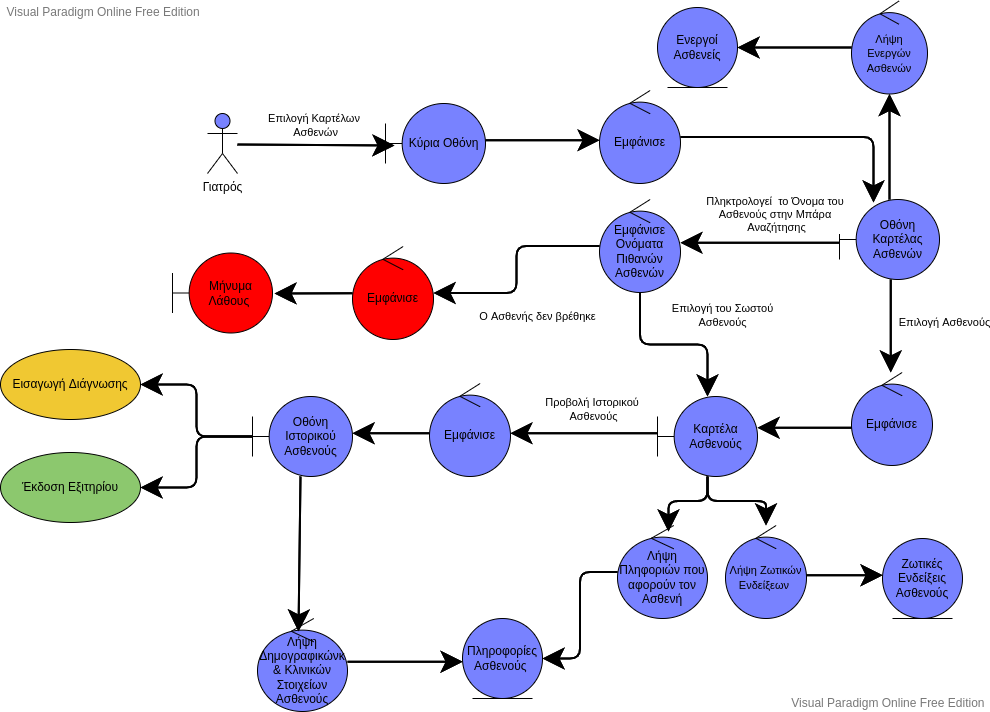 Visual Paradigm Online Free Edition
Ενεργοί
Ασθενείς
Λήψη
Ενεργών
Ασθενών
Επιλογή Καρτέλων
Ασθενών
Γιατρός
Κύρια Οθόνη
Εμφάνισε
Πληκτρολογεί το Όνομα του
Ασθενούς στην Μπάρα
Αναζήτησης
Οθόνη
Καρτέλας
Ασθενών
Εμφάνισε
Ονόματα
Πιθανών
Ασθενών
Μήνυμα
Λάθους
Εμφάνισε
Ο Ασθενής δεν βρέθηκε
Επιλογή του Σωστού
Ασθενούς
Επιλογή Ασθενούς
Εισαγωγή Διάγνωσης
Οθόνη
Ιστορικού
Ασθενούς
Εμφάνισε
Προβολή Ιστορικού
Ασθενούς
Καρτέλα
Ασθενούς
Εμφάνισε
Έκδοση Εξιτηρίου
Λήψη
Πληφοριών που
αφορούν τον
Ασθενή
Λήψη Ζωτικών
Ενδείξεων
Ζωτικές
Ενδείξεις
Ασθενούς
Λήψη
Δημογραφικώνκ
& Κλινικών
Στοιχείων
Ασθενούς
Πληροφορίες
Ασθενούς
Visual Paradigm Online Free Edition